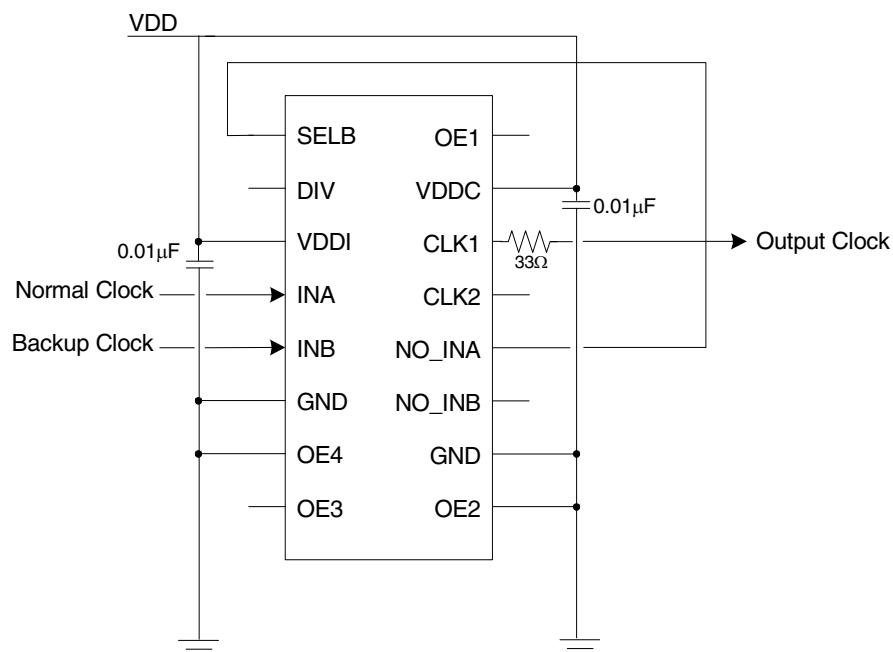 VDD
SELB
OE1
DIV
VDDC
0.01μF
0.01μF
VDDI
CLK1
33Ω
Output Clock
Normal Clock
INA
CLK2
Backup Clock
INB
NO_INA
GND
NO_INB
OE4
GND
OE3
OE2